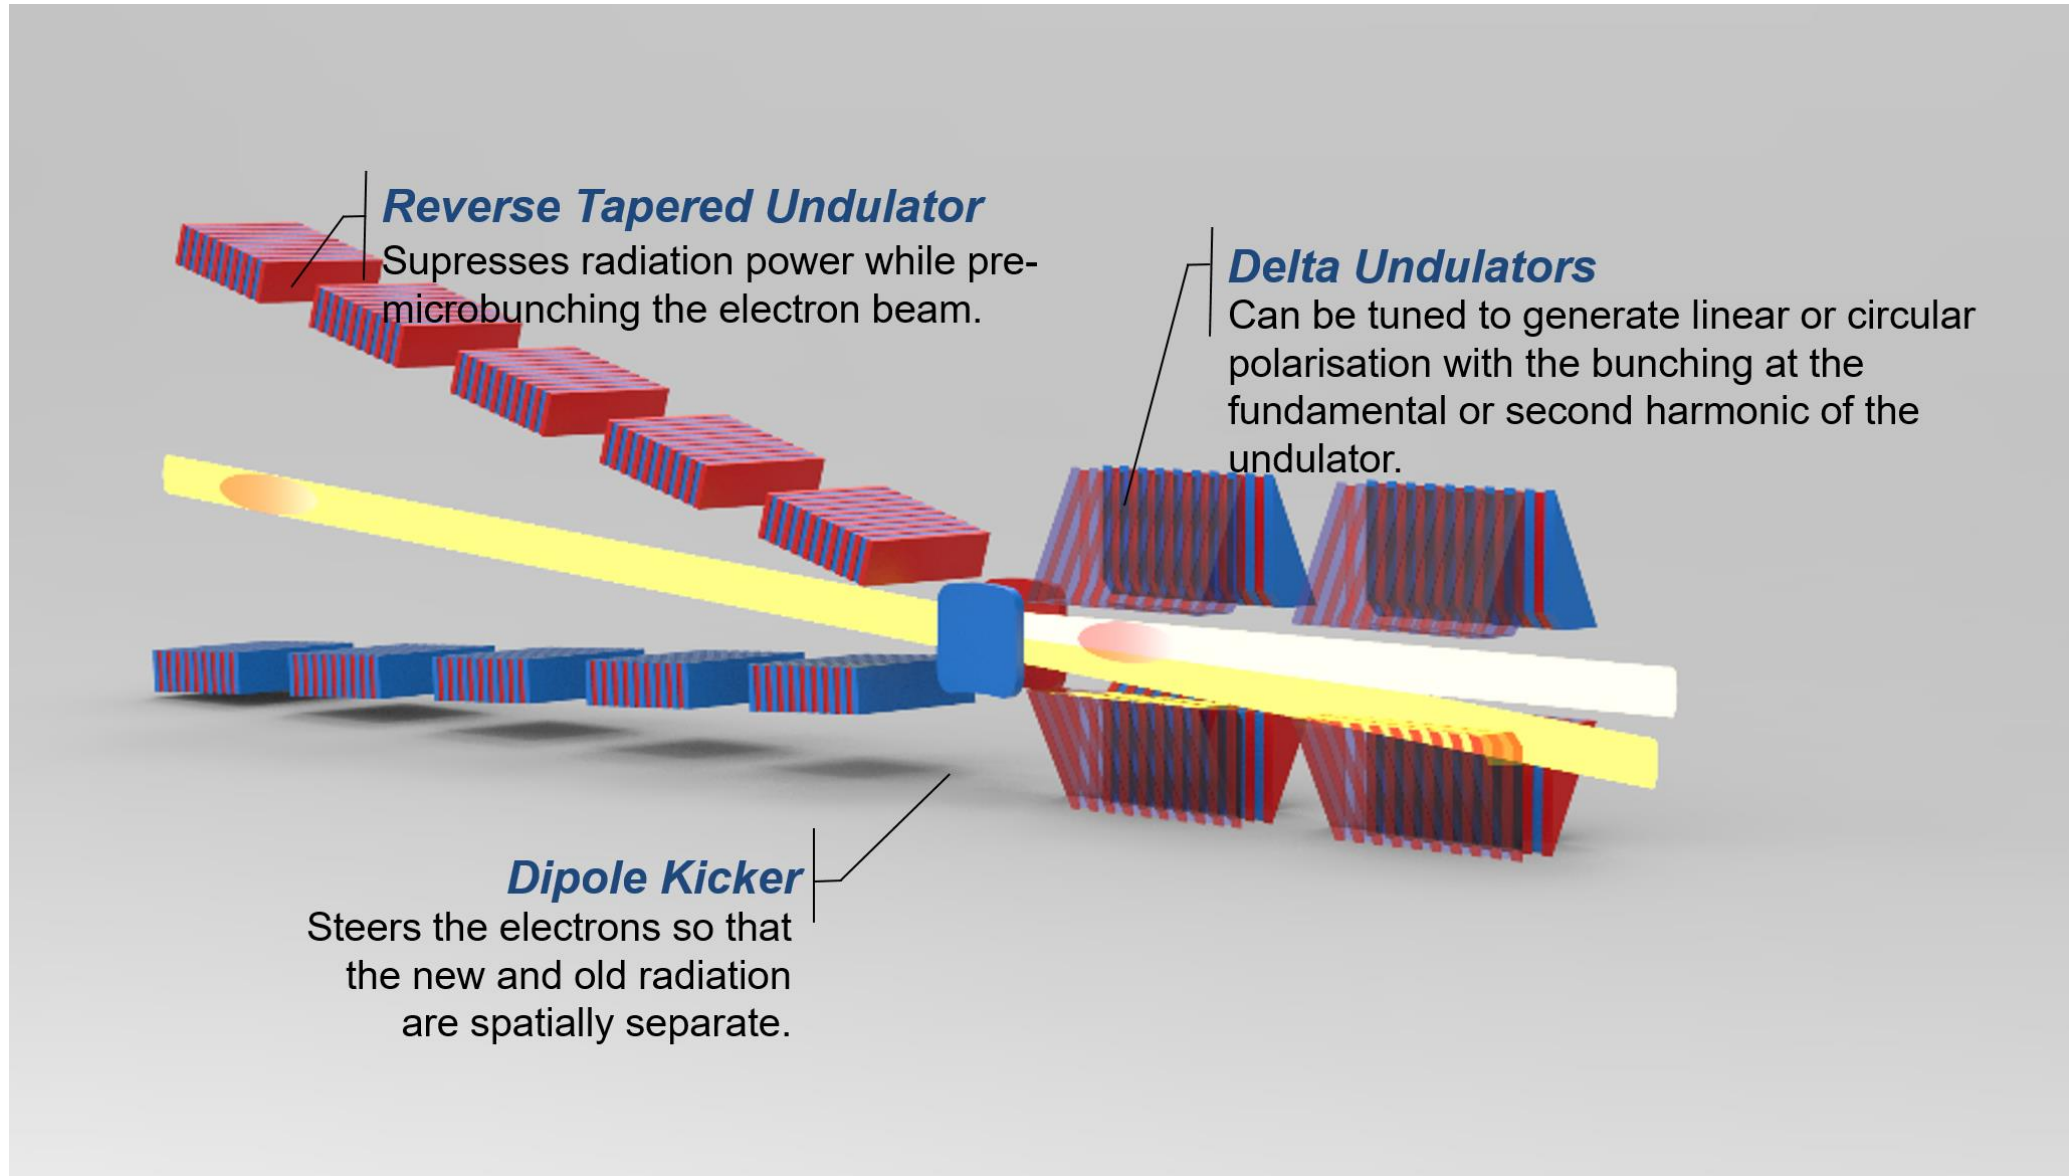 Reverse Tapered Undulator
Supresses radiation power while pre-
microbunching the electron beam.
Delta Undulators
Can be tuned to generate linear or circular
polarisation with the bunching at the
fundamental or second harmonic of the
undulator.
Dipole Kicker
Steers the electrons so that
the new and old radiation
are spatially separate.